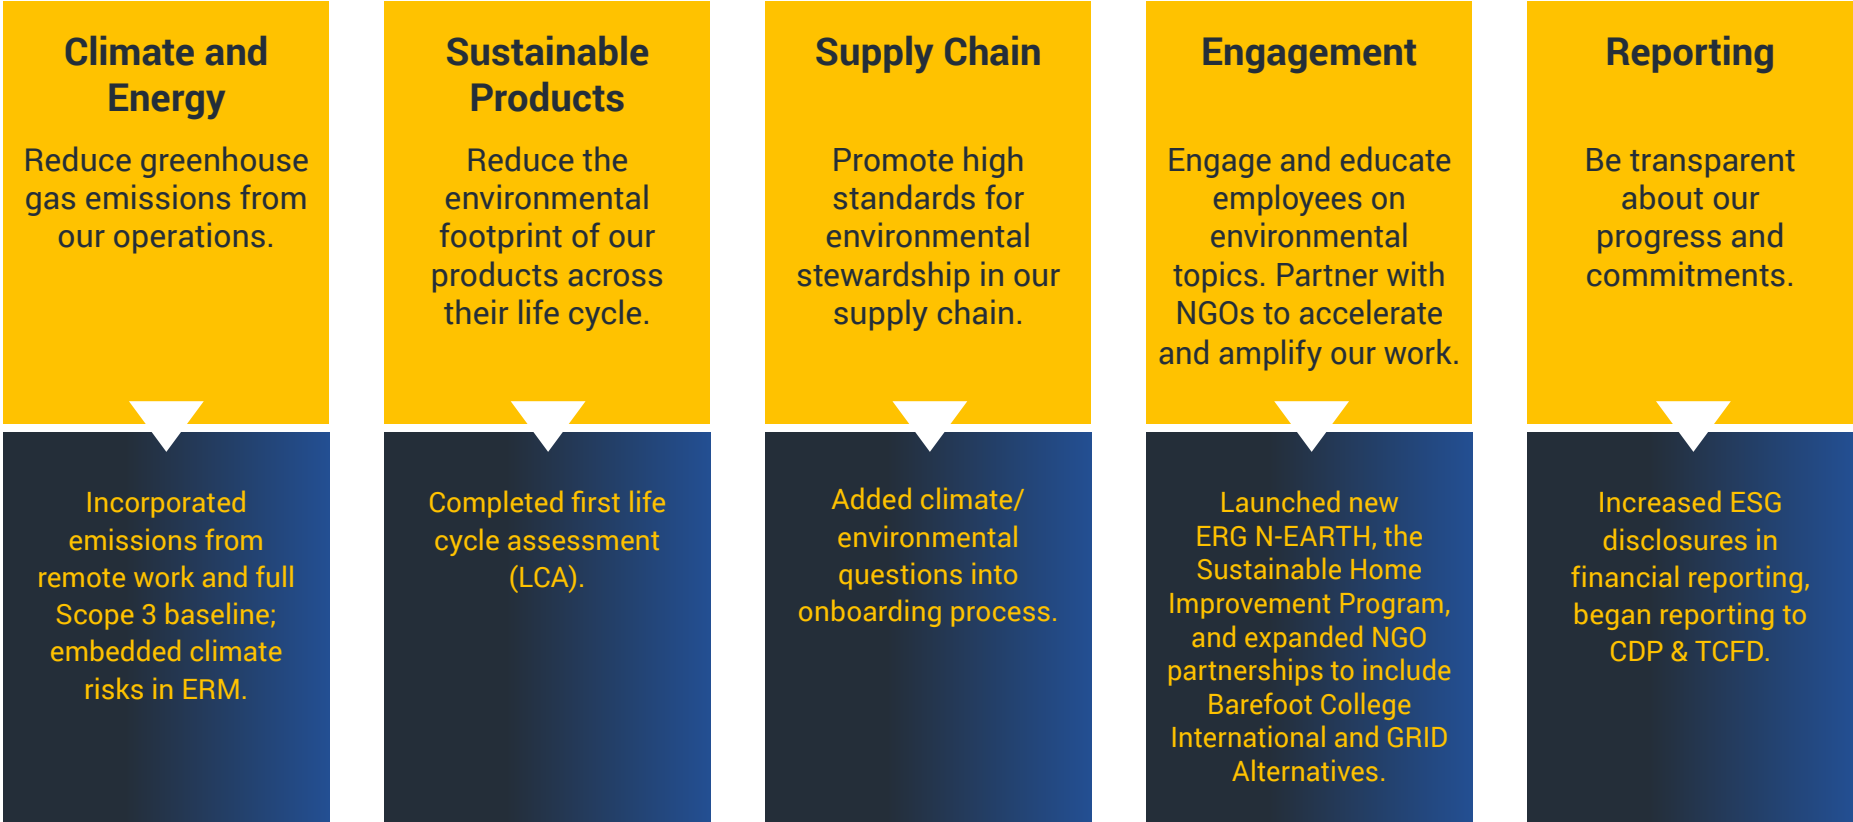 Climate and
Energy
Reduce greenhouse
gas emissions from
our operations.
Incorporated
emissions from
remote work and full
Scope 3 baseline;
embedded climate
risks in ERM.
Sustainable
Products
Reduce the
environmental
footprint of our
products across
their life cycle.
Completed first life
cycle assessment
(LCA).
Supply Chain
Promote high
standards for
environmental
stewardship in our
supply chain.
Added climate/
environmental
questions into
onboarding process.
Engagement
Engage and educate
employees on
environmental
topics. Partner with
NGOs to accelerate
and amplify our work.
Launched new
ERG N-EARTH, the
Sustainable Home
Improvement Program,
and expanded NGO
partnerships to include
Barefoot College
International and GRID
Alternatives.
Reporting
Be transparent
about our
progress and
commitments.
Increased ESG
disclosures in
financial reporting,
began reporting to
CDP & TCFD.